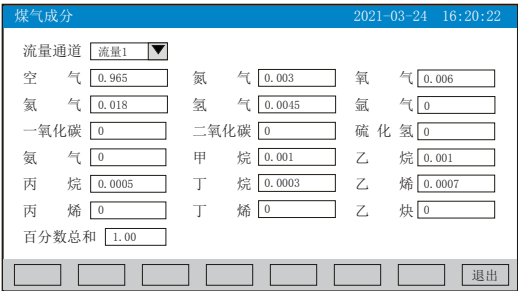 煤气成分 2021-03-24 16:20:22
流量通道 流量1
空气 0.965 氮气 0.003 氧气 0.006
氦气 0.018 氢气 0.0045 氩气 0
一氧化碳 0 二氧化碳 0 硫化氢 0
氨气 0 甲烷 0.001 乙烷 0.001
丙烷 0.0005 丁烷 0.0003 乙烯 0.0007
丙烯 0 丁烯 0 乙炔 0
百分数总和 1.00
退出